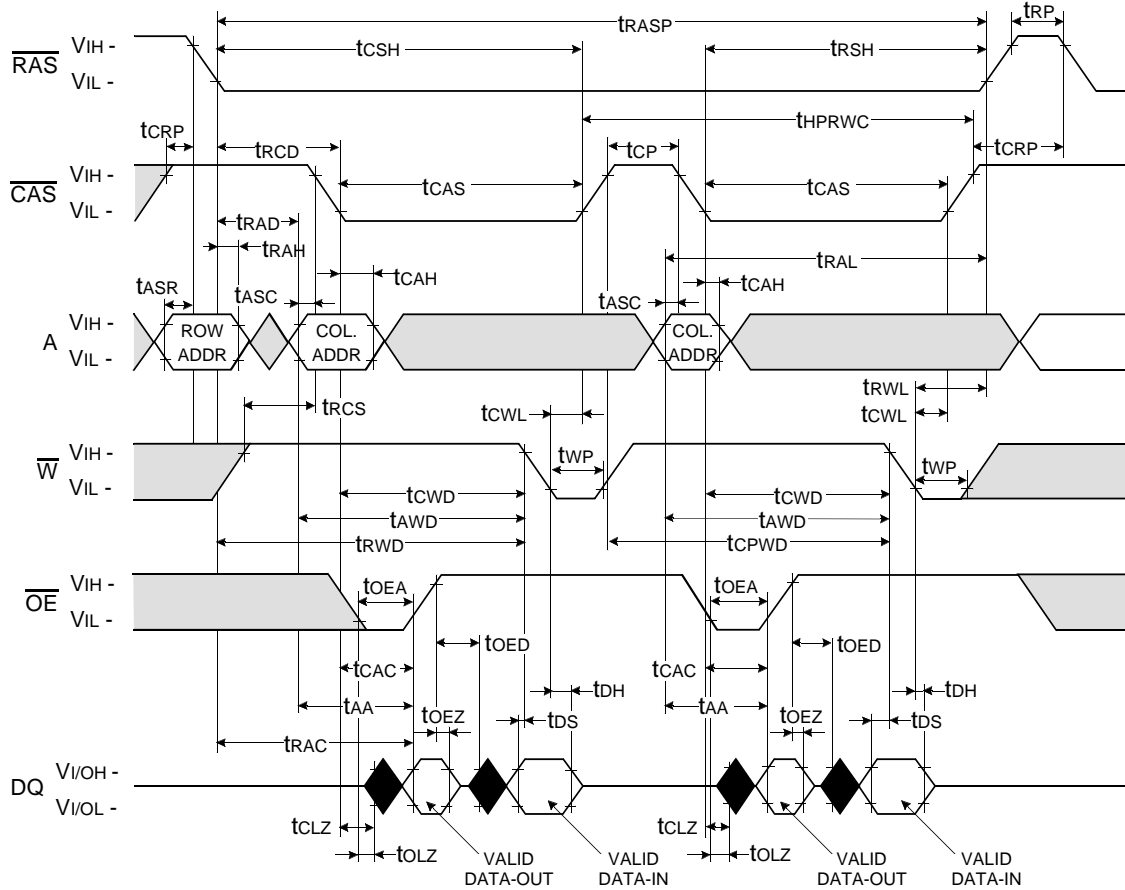 tRASP
tRP
tCSH
tRSH
RAS
VIH -
VIL -
tHPRWC
tCRP
tRCD
tCP
tCRP
CAS
VIH -
VIL -
tCAS
tCAS
tRAD
tRAH
tRAL
tASR
tASC
tCAH
tASC
tCAH
A
VIH -
VIL -
ROW
ADDR
COL.
ADDR
COL.
ADDR
tRWL
tRCS
tCWL
tCWL
W
VIH -
VIL -
tWP
tWP
tCWD
tCWD
tAWD
tAWD
tRWD
tCPWD
OE
VIH -
VIL -
tOEA
tOEA
tOED
tOED
tCAC
tCAC
tDH
tDH
tAA
tAA
tOEZ
tDS
tOEZ
tDS
tRAC
DQ
VI/OH -
VI/OL -
tCLZ
tCLZ
tOLZ
tOLZ
VALID
DATA-OUT
VALID
DATA-IN
VALID
DATA-OUT
VALID
DATA-IN